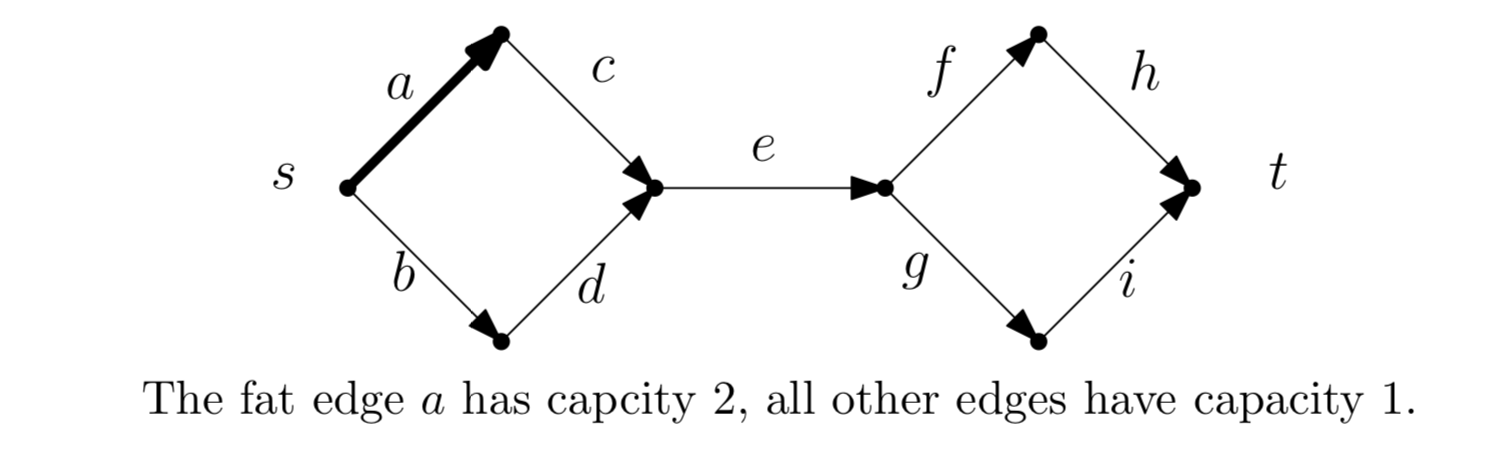 a
c
f
h
s
e
t
b
d
g
i
The fat edge a has capcity 2, all other edges have capacity 1.